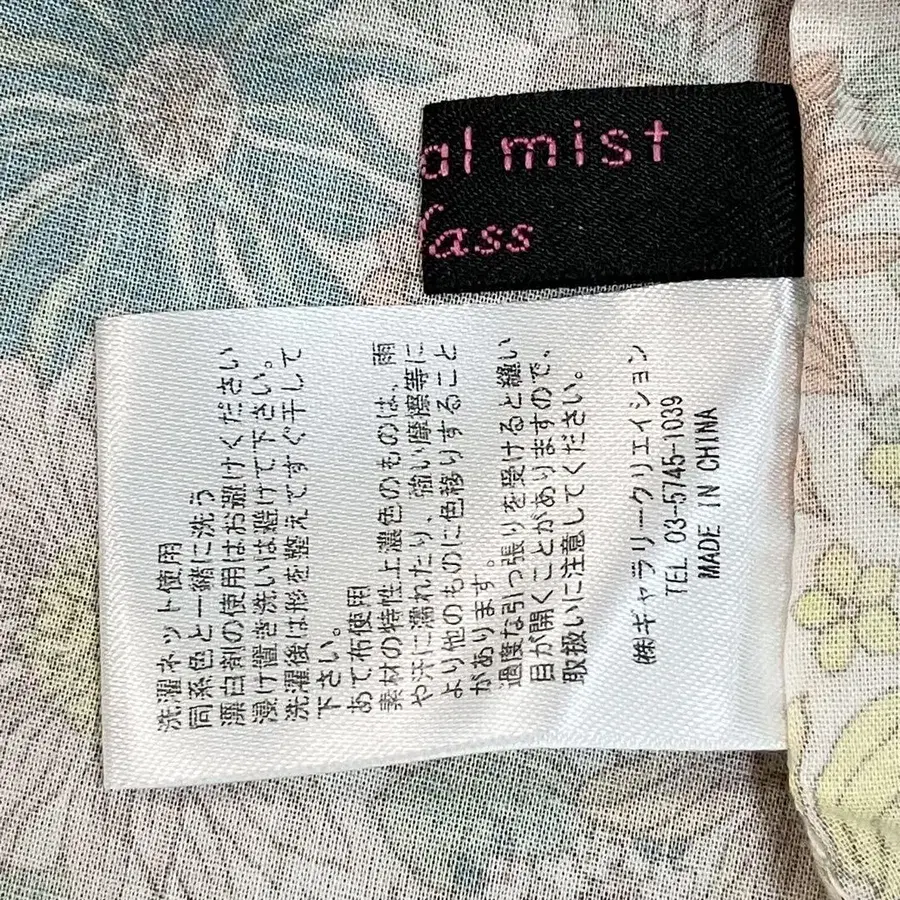 al mist
lass
洗濯ネット使用
同系色と一緒に洗う
漂白剤の使用はお避けください
浸け置き洗いは避けて下さい。
洗濯後は形を整えてすぐ干して
下さい。
あて布使用
素材の特性上濃色のものは、雨
や汗に濡れたり、強い摩擦等に
より他のものに色移りすること
があります。
過度な引っ張りを受けると縫い
目が開くことがありますので、
取扱いに注意してください。
㈱ギャラリークリエイション
TEL 03-5745-1039
MADE IN CHINA